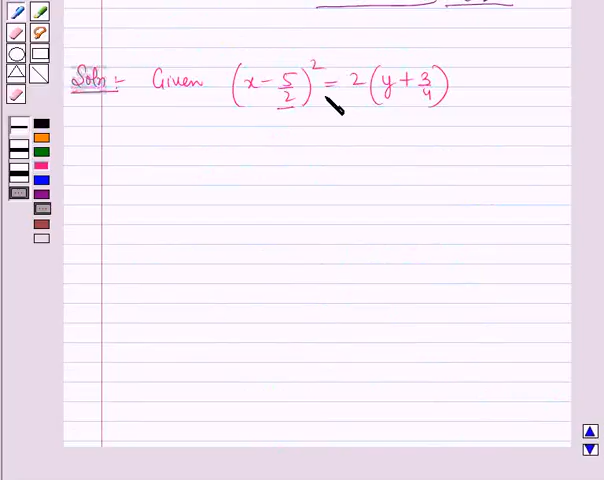 Soln :- Given (x - 5/2)² = 2 (y + 3/4)